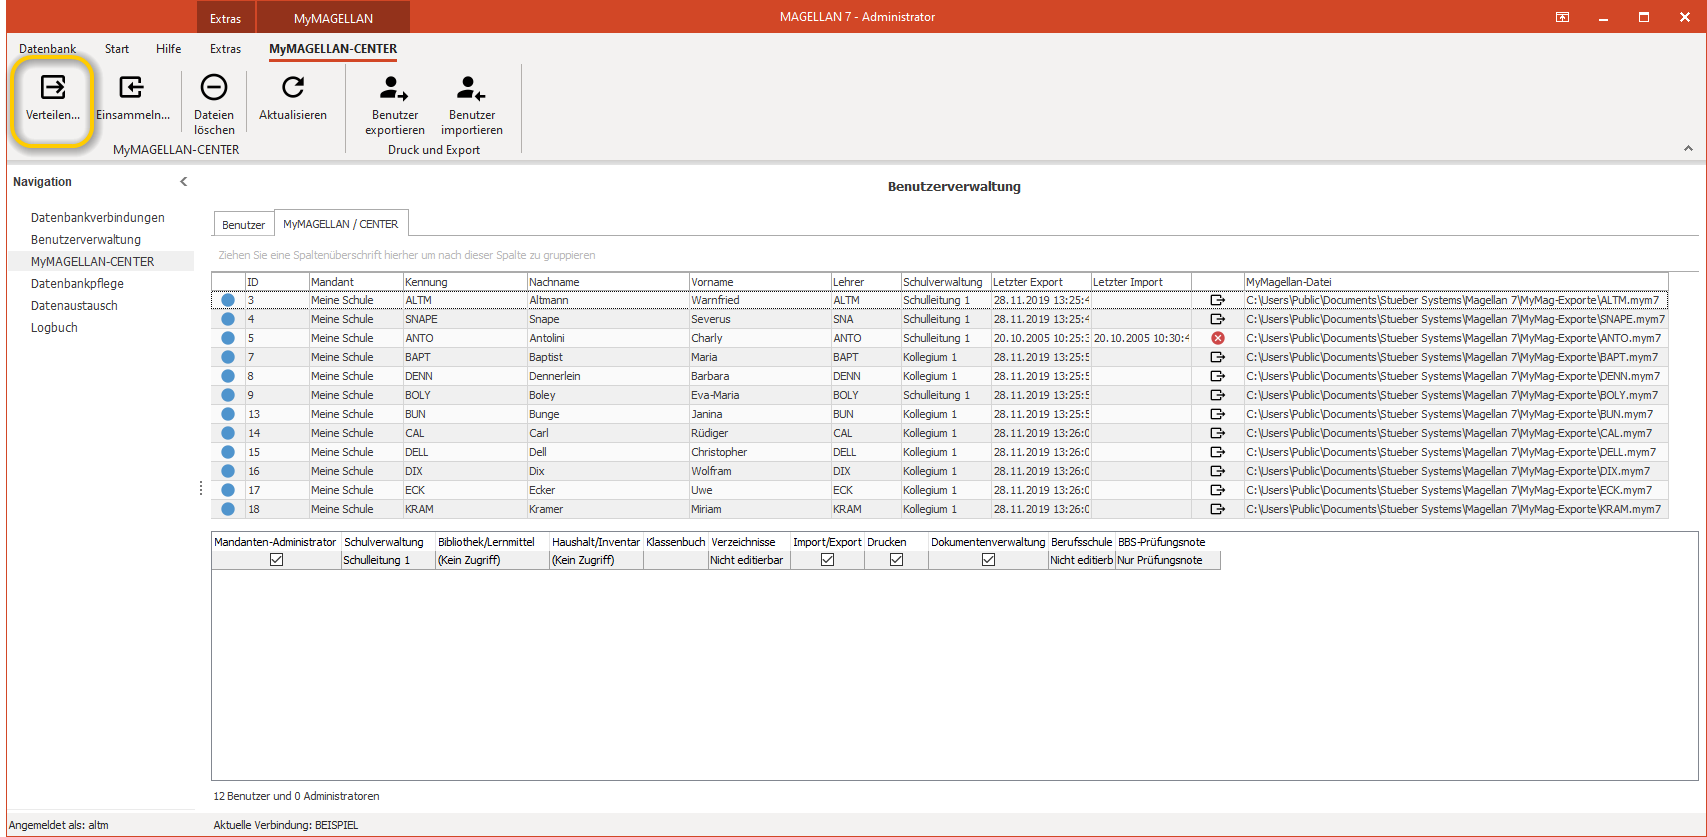 Extras MyMAGELLAN MAGELLAN 7 - Administrator
Datenbank Start Hilfe Extras MyMAGELLAN-CENTER
Verteilen... Einsammeln... Dateien löschen Aktualisieren Benutzer exportieren Benutzer importieren
MyMAGELLAN-CENTER Druck und Export
Navigation
Datenbankverbindungen
Benutzerverwaltung
MyMAGELLAN-CENTER
Datenbankpflege
Datenaustausch
Logbuch
Benutzerverwaltung
Benutzer MyMAGELLAN / CENTER
Ziehen Sie eine Spaltenüberschrift hierher um nach dieser Spalte zu gruppieren
ID Mandant Kennung Nachname Vorname Lehrer Schulverwaltung Letzter Export Letzter Import MyMagellan-Datei
3 Meine Schule ALTM Altmann Warnfried ALTM Schulleitung 1 28.11.2019 13:25:4 C:\Users\Public\Documents\Stueber Systems\Magellan 7\MyMag-Exporte\ALTM.mym7
4 Meine Schule SNAPE Snape Severus SNA Schulleitung 1 28.11.2019 13:25:4 C:\Users\Public\Documents\Stueber Systems\Magellan 7\MyMag-Exporte\SNAPE.mym7
5 Meine Schule ANTO Antolini Charly ANTO Schulleitung 1 20.10.2005 10:25:3 20.10.2005 10:30:4 C:\Users\Public\Documents\Stueber Systems\Magellan 7\MyMag-Exporte\ANTO.mym7
7 Meine Schule BAPT Baptist Maria BAPT Kollegium 1 28.11.2019 13:25:5 C:\Users\Public\Documents\Stueber Systems\Magellan 7\MyMag-Exporte\BAPT.mym7
8 Meine Schule DENN Dennerlein Barbara DENN Kollegium 1 28.11.2019 13:25:5 C:\Users\Public\Documents\Stueber Systems\Magellan 7\MyMag-Exporte\DENN.mym7
9 Meine Schule BOLY Boley Eva-Maria BOLY Schulleitung 1 28.11.2019 13:25:5 C:\Users\Public\Documents\Stueber Systems\Magellan 7\MyMag-Exporte\BOLY.mym7
13 Meine Schule BUN Bunge Janina BUN Kollegium 1 28.11.2019 13:25:5 C:\Users\Public\Documents\Stueber Systems\Magellan 7\MyMag-Exporte\BUN.mym7
14 Meine Schule CAL Carl Rüdiger CAL Kollegium 1 28.11.2019 13:26:0 C:\Users\Public\Documents\Stueber Systems\Magellan 7\MyMag-Exporte\CAL.mym7
15 Meine Schule DELL Dell Christopher DELL Kollegium 1 28.11.2019 13:26:0 C:\Users\Public\Documents\Stueber Systems\Magellan 7\MyMag-Exporte\DELL.mym7
16 Meine Schule DIX Dix Wolfram DIX Kollegium 1 28.11.2019 13:26:0 C:\Users\Public\Documents\Stueber Systems\Magellan 7\MyMag-Exporte\DIX.mym7
17 Meine Schule ECK Ecker Uwe ECK Kollegium 1 28.11.2019 13:26:0 C:\Users\Public\Documents\Stueber Systems\Magellan 7\MyMag-Exporte\ECK.mym7
18 Meine Schule KRAM Kramer Miriam KRAM Kollegium 1 28.11.2019 13:26:0 C:\Users\Public\Documents\Stueber Systems\Magellan 7\MyMag-Exporte\KRAM.mym7
Mandanten-Administrator Schulverwaltung Bibliothek/Lernmittel Haushalt/Inventar Klassenbuch Verzeichnisse Import/Export Drucken Dokumentenverwaltung Berufsschule BBS-Prüfungsnote
Schulleitung 1 (Kein Zugriff) (Kein Zugriff) Nicht editierbar Nicht editierb Nur Prüfungsnote
12 Benutzer und 0 Administratoren
Angemeldet als: altm Aktuelle Verbindung: BEISPIEL